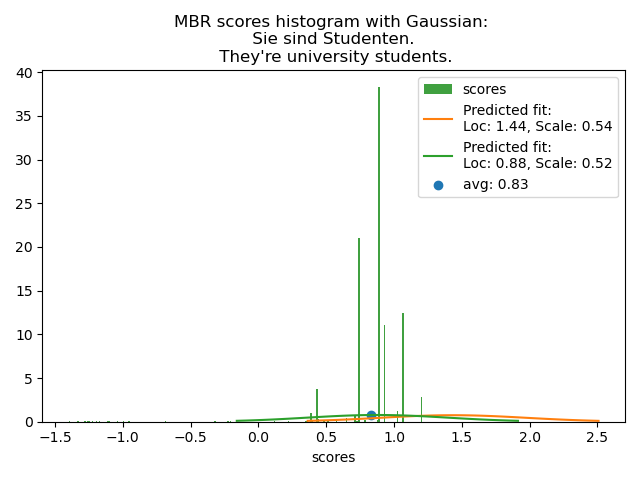 MBR scores histogram with Gaussian:
Sie sind Studenten.
They're university students.
40
35
30
25
20
15
10
5
0
scores
Predicted fit:
Loc: 1.44, Scale: 0.54
Predicted fit:
Loc: 0.88, Scale: 0.52
avg: 0.83
−1.5 −1.0 −0.5 0.0 0.5 1.0 1.5 2.0 2.5
scores